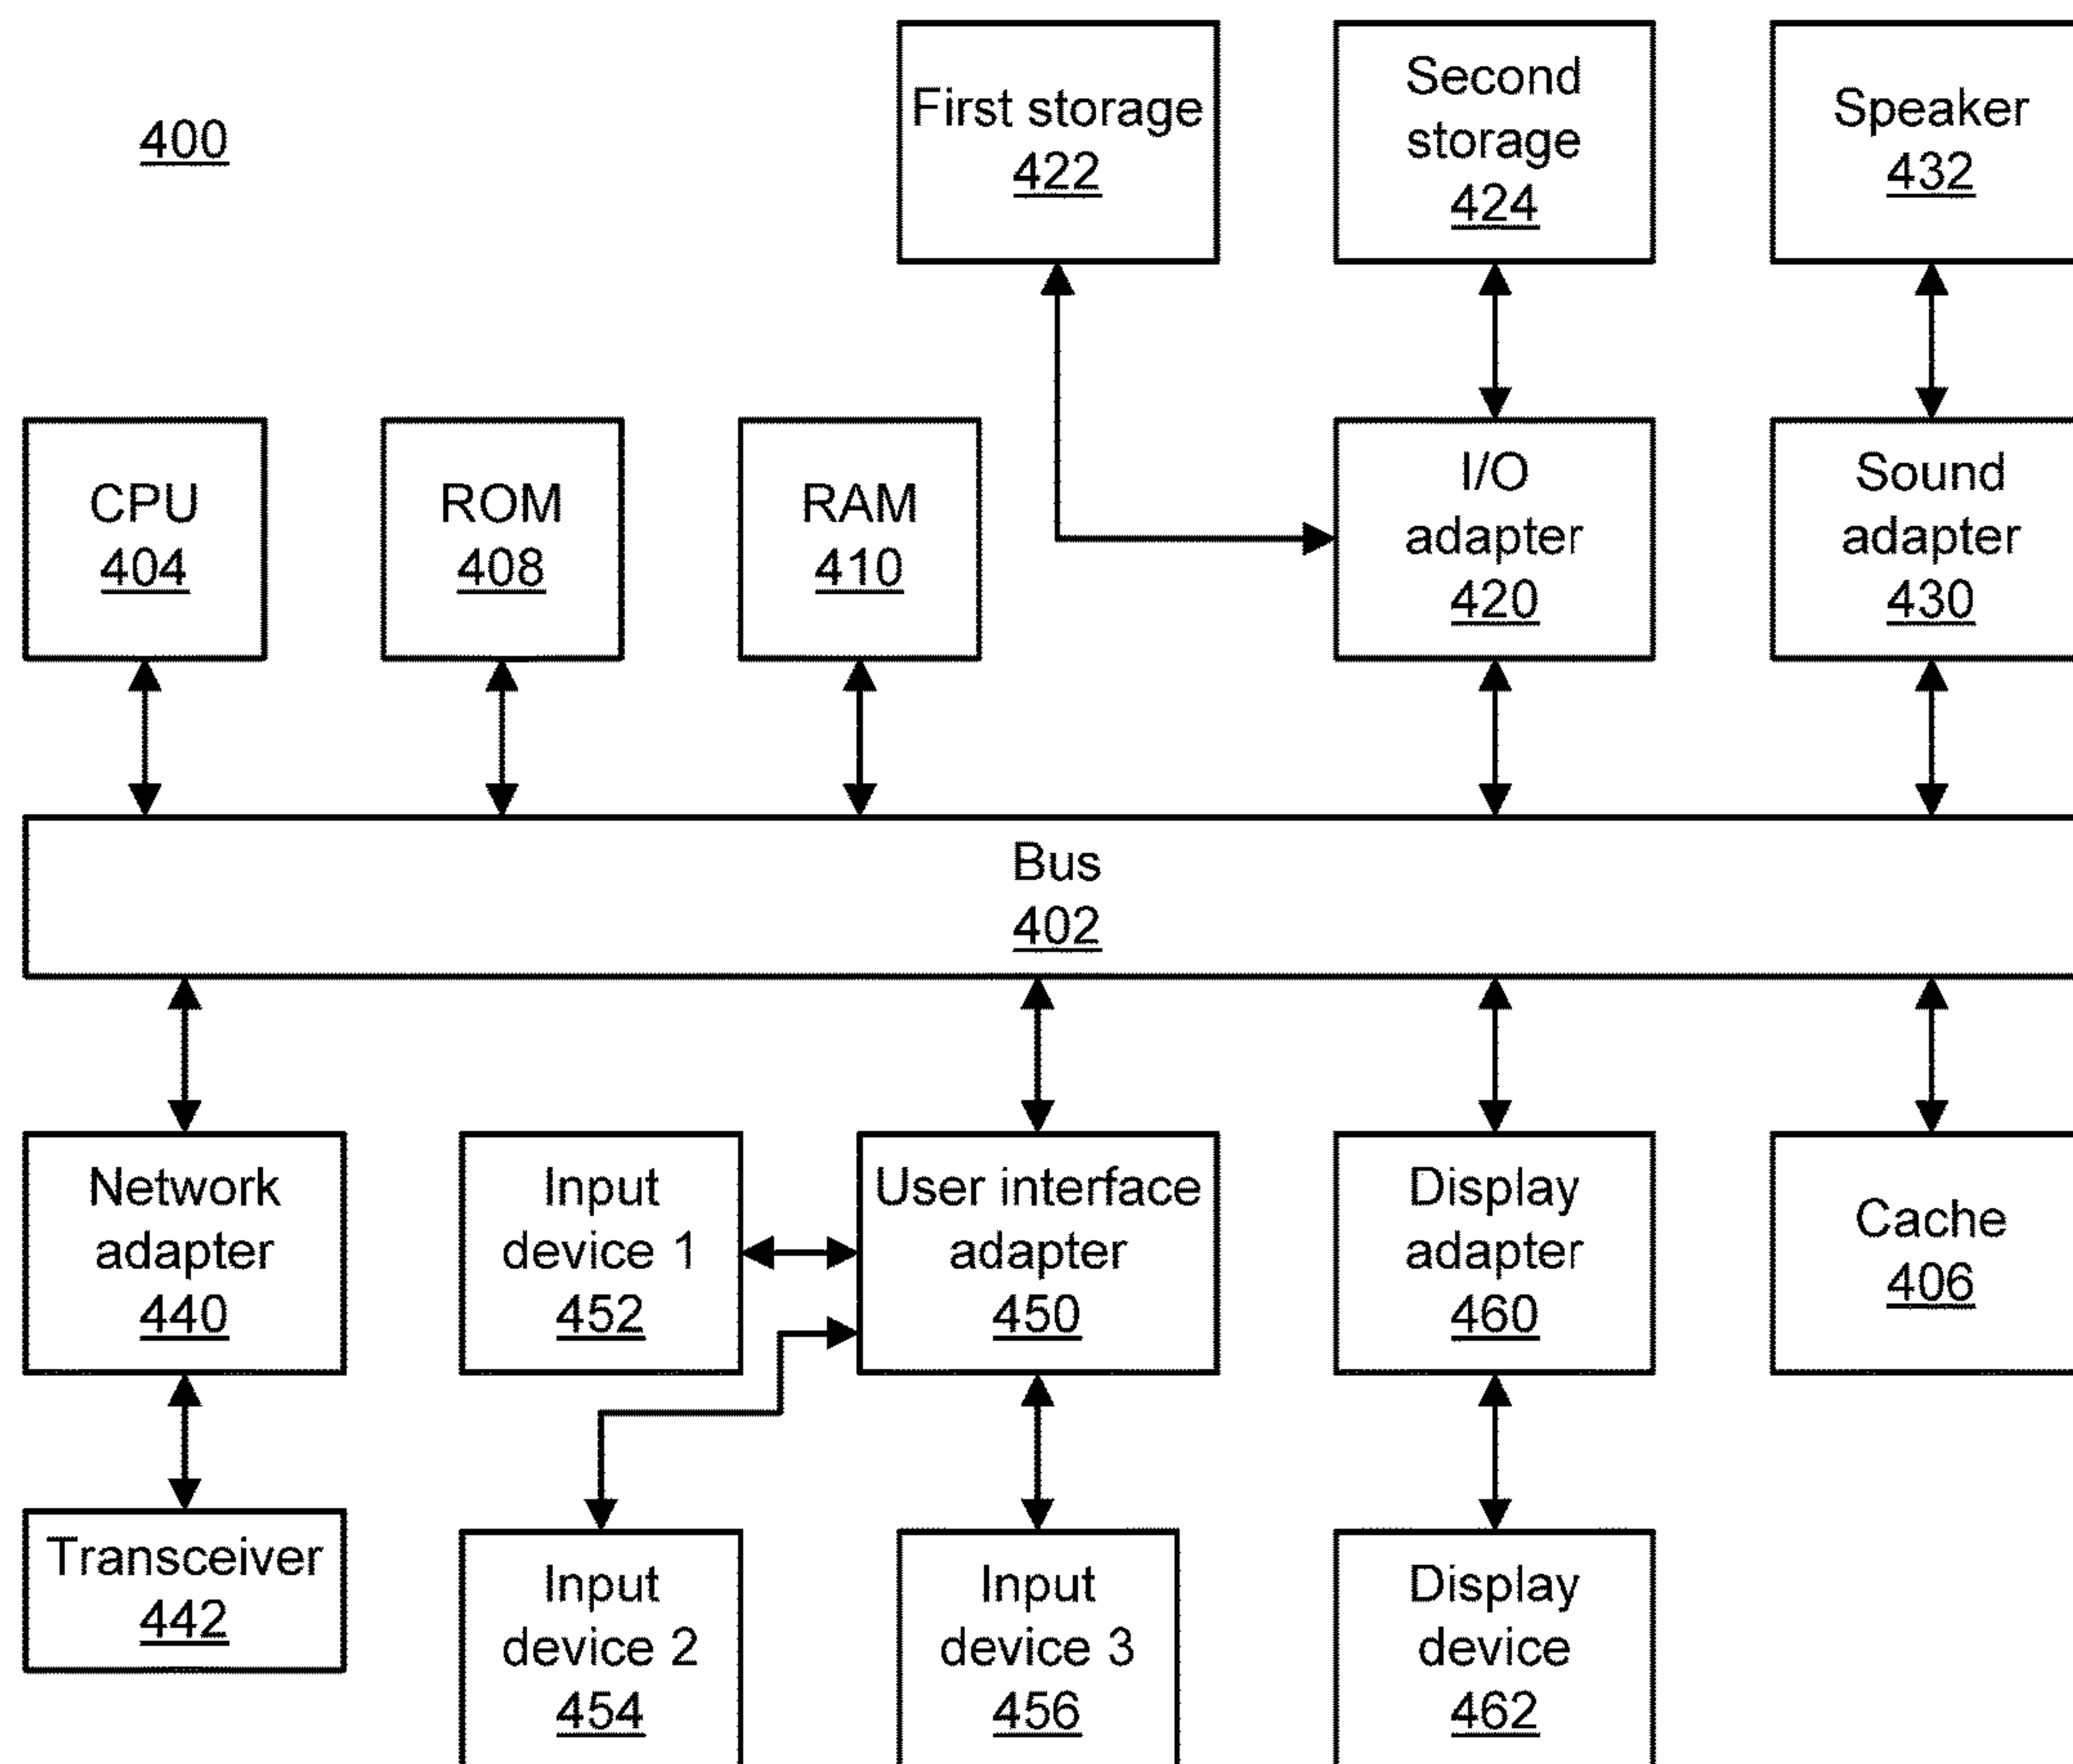 400
First storage
422
Second
storage
424
Speaker
432
CPU
404
ROM
408
RAM
410
I/O
adapter
420
Sound
adapter
430
Bus
402
Network
adapter
440
Input
device 1
452
User interface
adapter
450
Display
adapter
460
Cache
406
Transceiver
442
Input
device 2
454
Input
device 3
456
Display
device
462